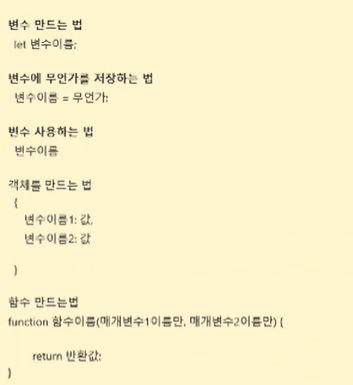 변수 만드는 법
let 변수이름;
변수에 무언가를 저장하는 법
변수이름 = 무언가;
변수 사용하는 법
변수이름
객체를 만드는 법
{
변수이름1: 값,
변수이름2: 값
}
함수 만드는법
function 함수이름(매개변수1이름만, 매개변수2이름만) {
return 반환값;
}